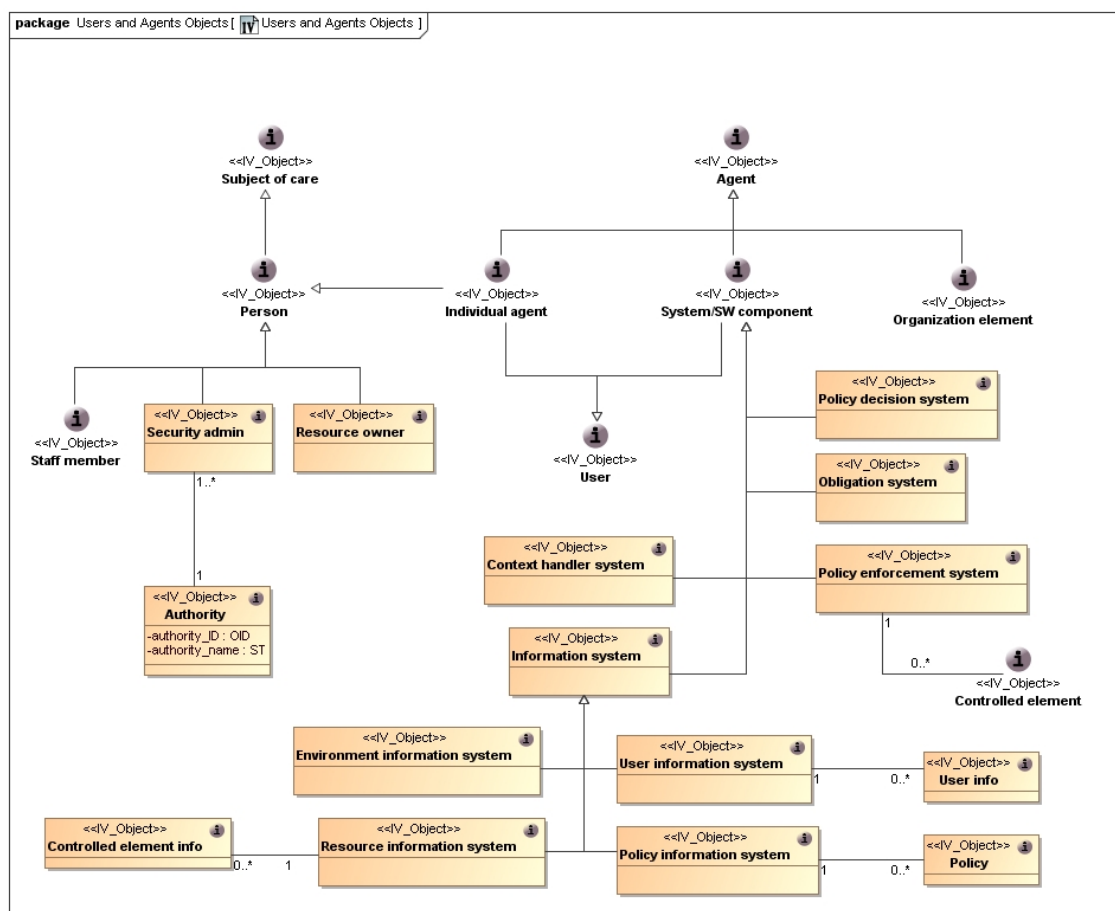 package Users and Agents Objects [ IV Users and Agents Objects ]
<<IV_Object>>
Subject of care
<<IV_Object>>
Agent
<<IV_Object>>
Person
<<IV_Object>>
Individual agent
<<IV_Object>>
System/SW component
<<IV_Object>>
Organization element
<<IV_Object>>
Staff member
<<IV_Object>>
Security admin
<<IV_Object>>
Resource owner
<<IV_Object>>
User
<<IV_Object>>
Policy decision system
<<IV_Object>>
Obligation system
1..*
1
<<IV_Object>>
Authority
-authority_ID : OID
-authority_name : ST
<<IV_Object>>
Context handler system
<<IV_Object>>
Policy enforcement system
1
0..*
<<IV_Object>>
Controlled element
<<IV_Object>>
Information system
<<IV_Object>>
Environment information system
<<IV_Object>>
User information system
1
0..*
<<IV_Object>>
User info
<<IV_Object>>
Controlled element info
0..*
1
<<IV_Object>>
Resource information system
<<IV_Object>>
Policy information system
1
0..*
<<IV_Object>>
Policy